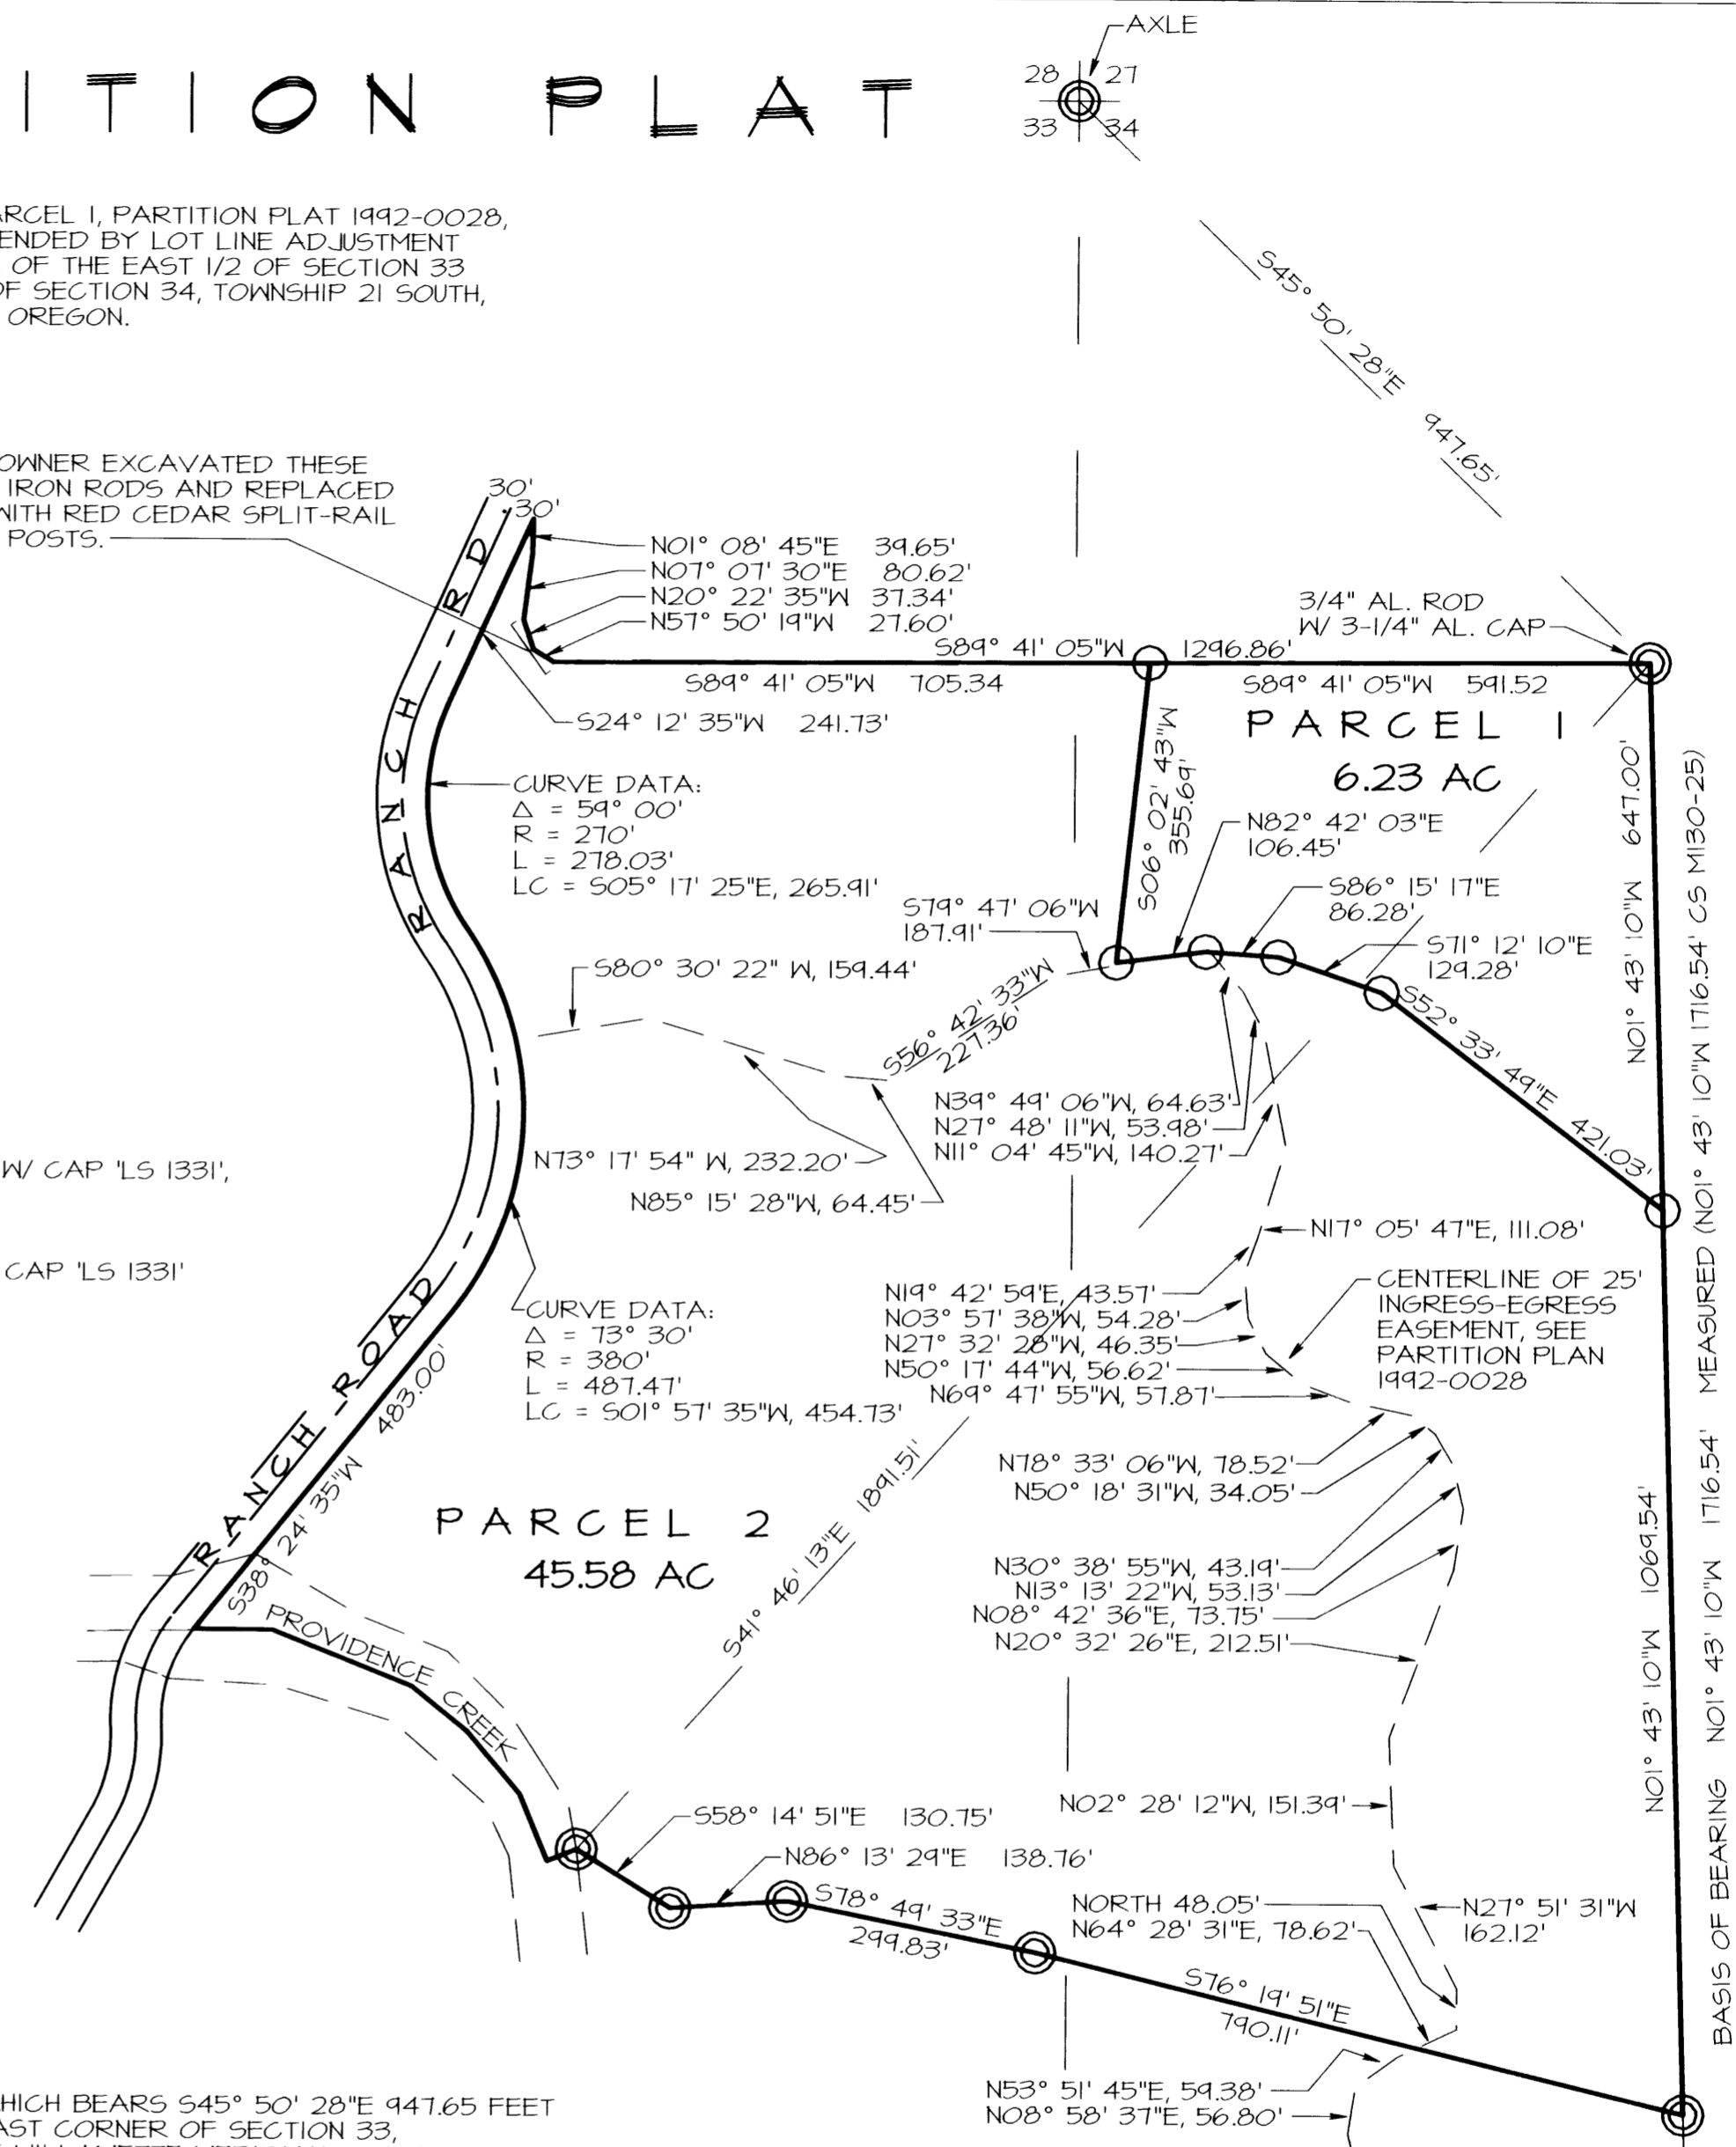 ITION PLAT
AXLE
28 27
33 34
ARCEL 1, PARTITION PLAT 1992-0028,
ENDED BY LOT LINE ADJUSTMENT
OF THE EAST 1/2 OF SECTION 33
OF SECTION 34, TOWNSHIP 21 SOUTH,
OREGON.
S45° 50' 28"E 947.65'
OWNER EXCAVATED THESE
IRON RODS AND REPLACED
WITH RED CEDAR SPLIT-RAIL
POSTS.
30'
30'
RANCH RD
N01° 08' 45"E 39.65'
N07° 07' 30"E 80.62'
N20° 22' 35"W 37.34'
N57° 50' 19"W 27.60'
3/4" AL. ROD
W/ 3-1/4" AL. CAP
S89° 41' 05"W 1296.86'
S89° 41' 05"W 705.34
S89° 41' 05"W 591.52
S24° 12' 35"W 241.73'
PARCEL 1
6.23 AC
CURVE DATA:
Δ = 59° 00'
R = 270'
L = 278.03'
LC = S05° 17' 25"E, 265.91'
S06° 02' 43"W
355.69'
N82° 42' 03"E
106.45'
S86° 15' 17"E
86.28'
S71° 12' 10"E
129.28'
S52° 33' 49"E 421.03'
N01° 43' 10"W 647.00'
S79° 47' 06"W
187.91'
S80° 30' 22" W, 159.44'
S56° 42' 33"W
227.36'
N39° 49' 06"W, 64.63'
N27° 48' 11"W, 53.98'
N11° 04' 45"W, 140.27'
N73° 17' 54" W, 232.20'
N85° 15' 28"W, 64.45'
W/ CAP 'LS 1331',
CAP 'LS 1331'
N17° 05' 47"E, 111.08'
N19° 42' 59'E, 43.57'
N03° 57' 38"W, 54.28'
N27° 32' 28"W, 46.35'
N50° 17' 44"W, 56.62'
N69° 47' 55"W, 57.87'
CENTERLINE OF 25'
INGRESS-EGRESS
EASEMENT, SEE
PARTITION PLAN
1992-0028
CURVE DATA:
Δ = 73° 30'
R = 380'
L = 487.47'
LC = S01° 57' 35"W, 454.73'
RANCH ROAD
S38° 24' 35"W 483.00'
N78° 33' 06"W, 78.52'
N50° 18' 31"W, 34.05'
PARCEL 2
45.58 AC
S41° 46' 13"E 1891.51'
N30° 38' 55"W, 43.19'
N13° 13' 22"W, 53.13'
N08° 42' 36"E, 73.75'
N20° 32' 26"E, 212.51'
PROVIDENCE CREEK
N01° 43' 10"W 1069.54'
BASIS OF BEARING N01° 43' 10"W 1716.54' MEASURED (N01° 43' 10"W 1716.54' CS M130-25)
S58° 14' 51"E 130.75'
N02° 28' 12"W, 151.39'
N86° 13' 29"E 138.76'
S78° 49' 33"E
299.83'
NORTH 48.05'
N64° 28' 31"E, 78.62'
N27° 51' 31"W
162.12'
S76° 19' 51"E
790.11'
N53° 51' 45"E, 59.38'
N08° 58' 37"E, 56.80'
HICH BEARS S45° 50' 28"E 947.65 FEET
AST CORNER OF SECTION 33,